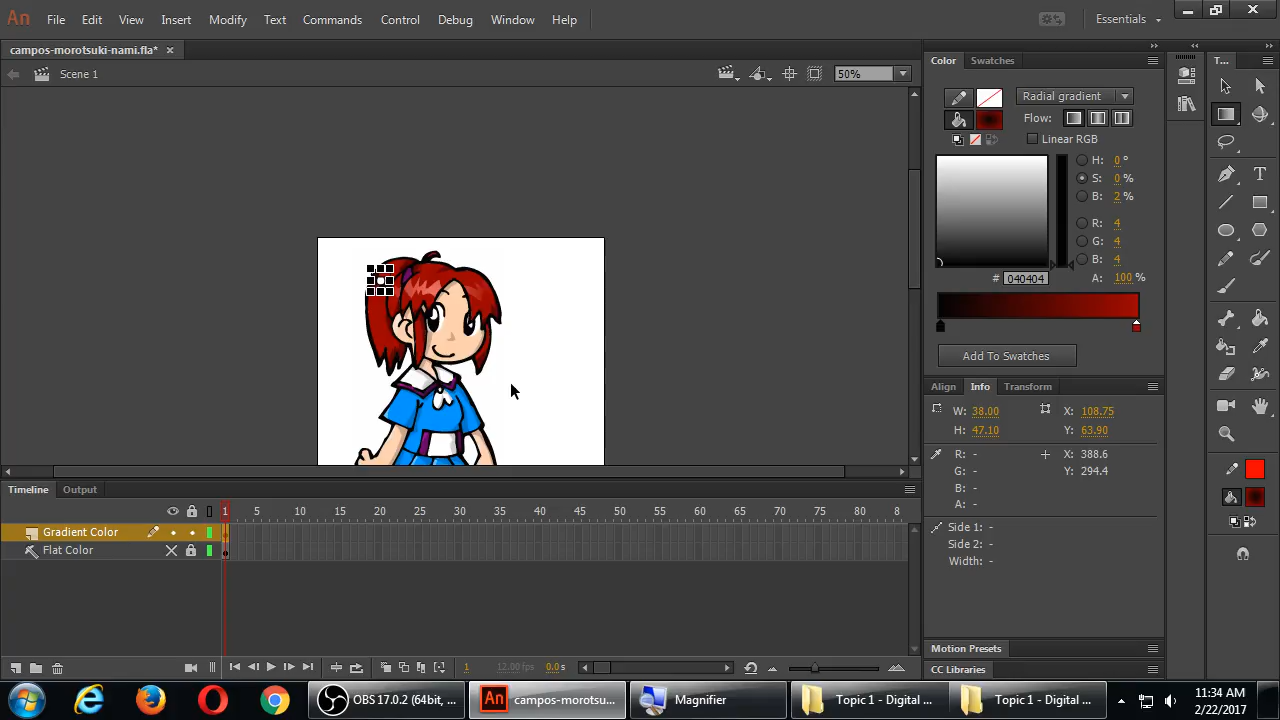 An File Edit View Insert Modify Text Commands Control Debug Window Help Essentials
campos-morotsuki-nami.fla* ×
Scene 1 50%
Color Swatches T...
Radial gradient
Flow:
Linear RGB
H: 0 °
S: 0 %
B: 2 %
R: 4
G: 4
B: 4
# 040404 A: 100 %
Add To Swatches
Align Info Transform
W: 38.00 X: 108.75
H: 47.10 Y: 63.90
R: - X: 388.6
G: - Y: 294.4
B: -
A: -
Side 1: -
Side 2: -
Width: -
Motion Presets
CC Libraries
Timeline Output
1 5 10 15 20 25 30 35 40 45 50 55 60 65 70 75 80 8
Gradient Color
Flat Color
1 12.00 fps 0.0 s
OBS 17.0.2 (64bit, ... An campos-morotsu... Magnifier Topic 1 - Digital ... Topic 1 - Digital ... 11:34 AM
2/22/2017